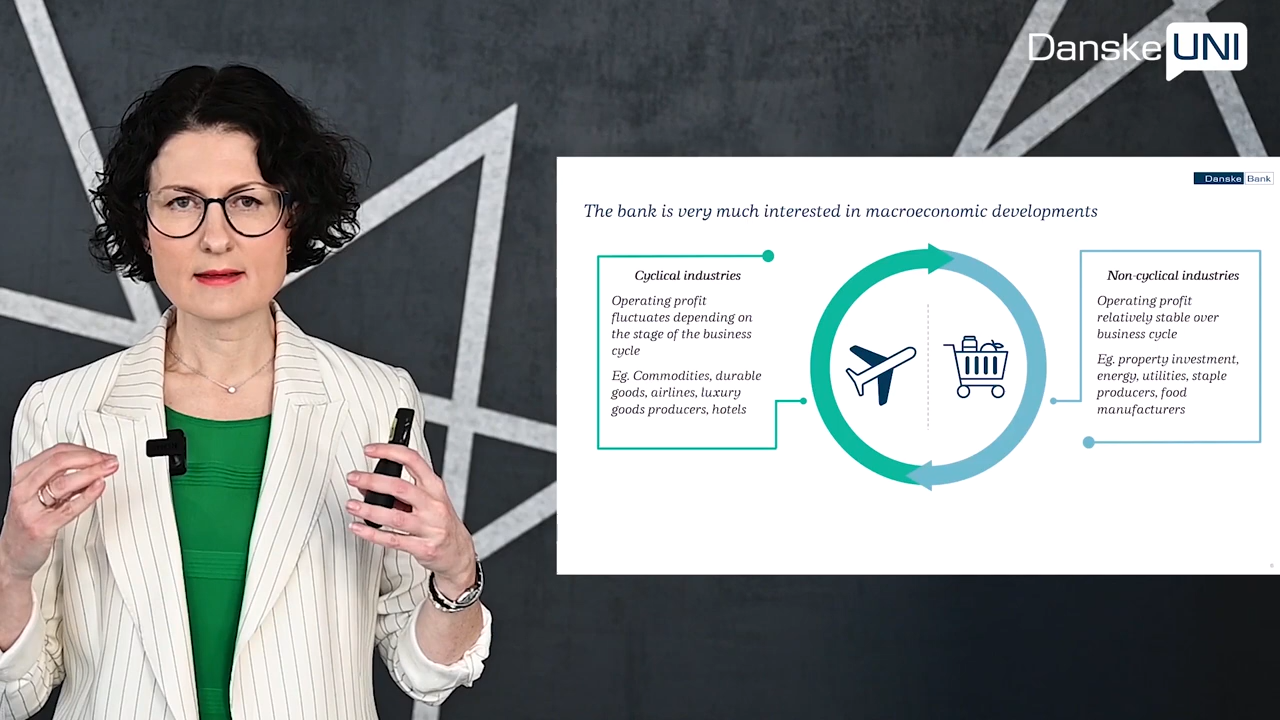 Danske UNI
Danske Bank
The bank is very much interested in macroeconomic developments
Cyclical industries
Operating profit
fluctuates depending on
the stage of the business
cycle
Eg. Commodities, durable
goods, airlines, luxury
goods producers, hotels
Non-cyclical industries
Operating profit
relatively stable over
business cycle
Eg. property investment,
energy, utilities, staple
producers, food
manufacturers